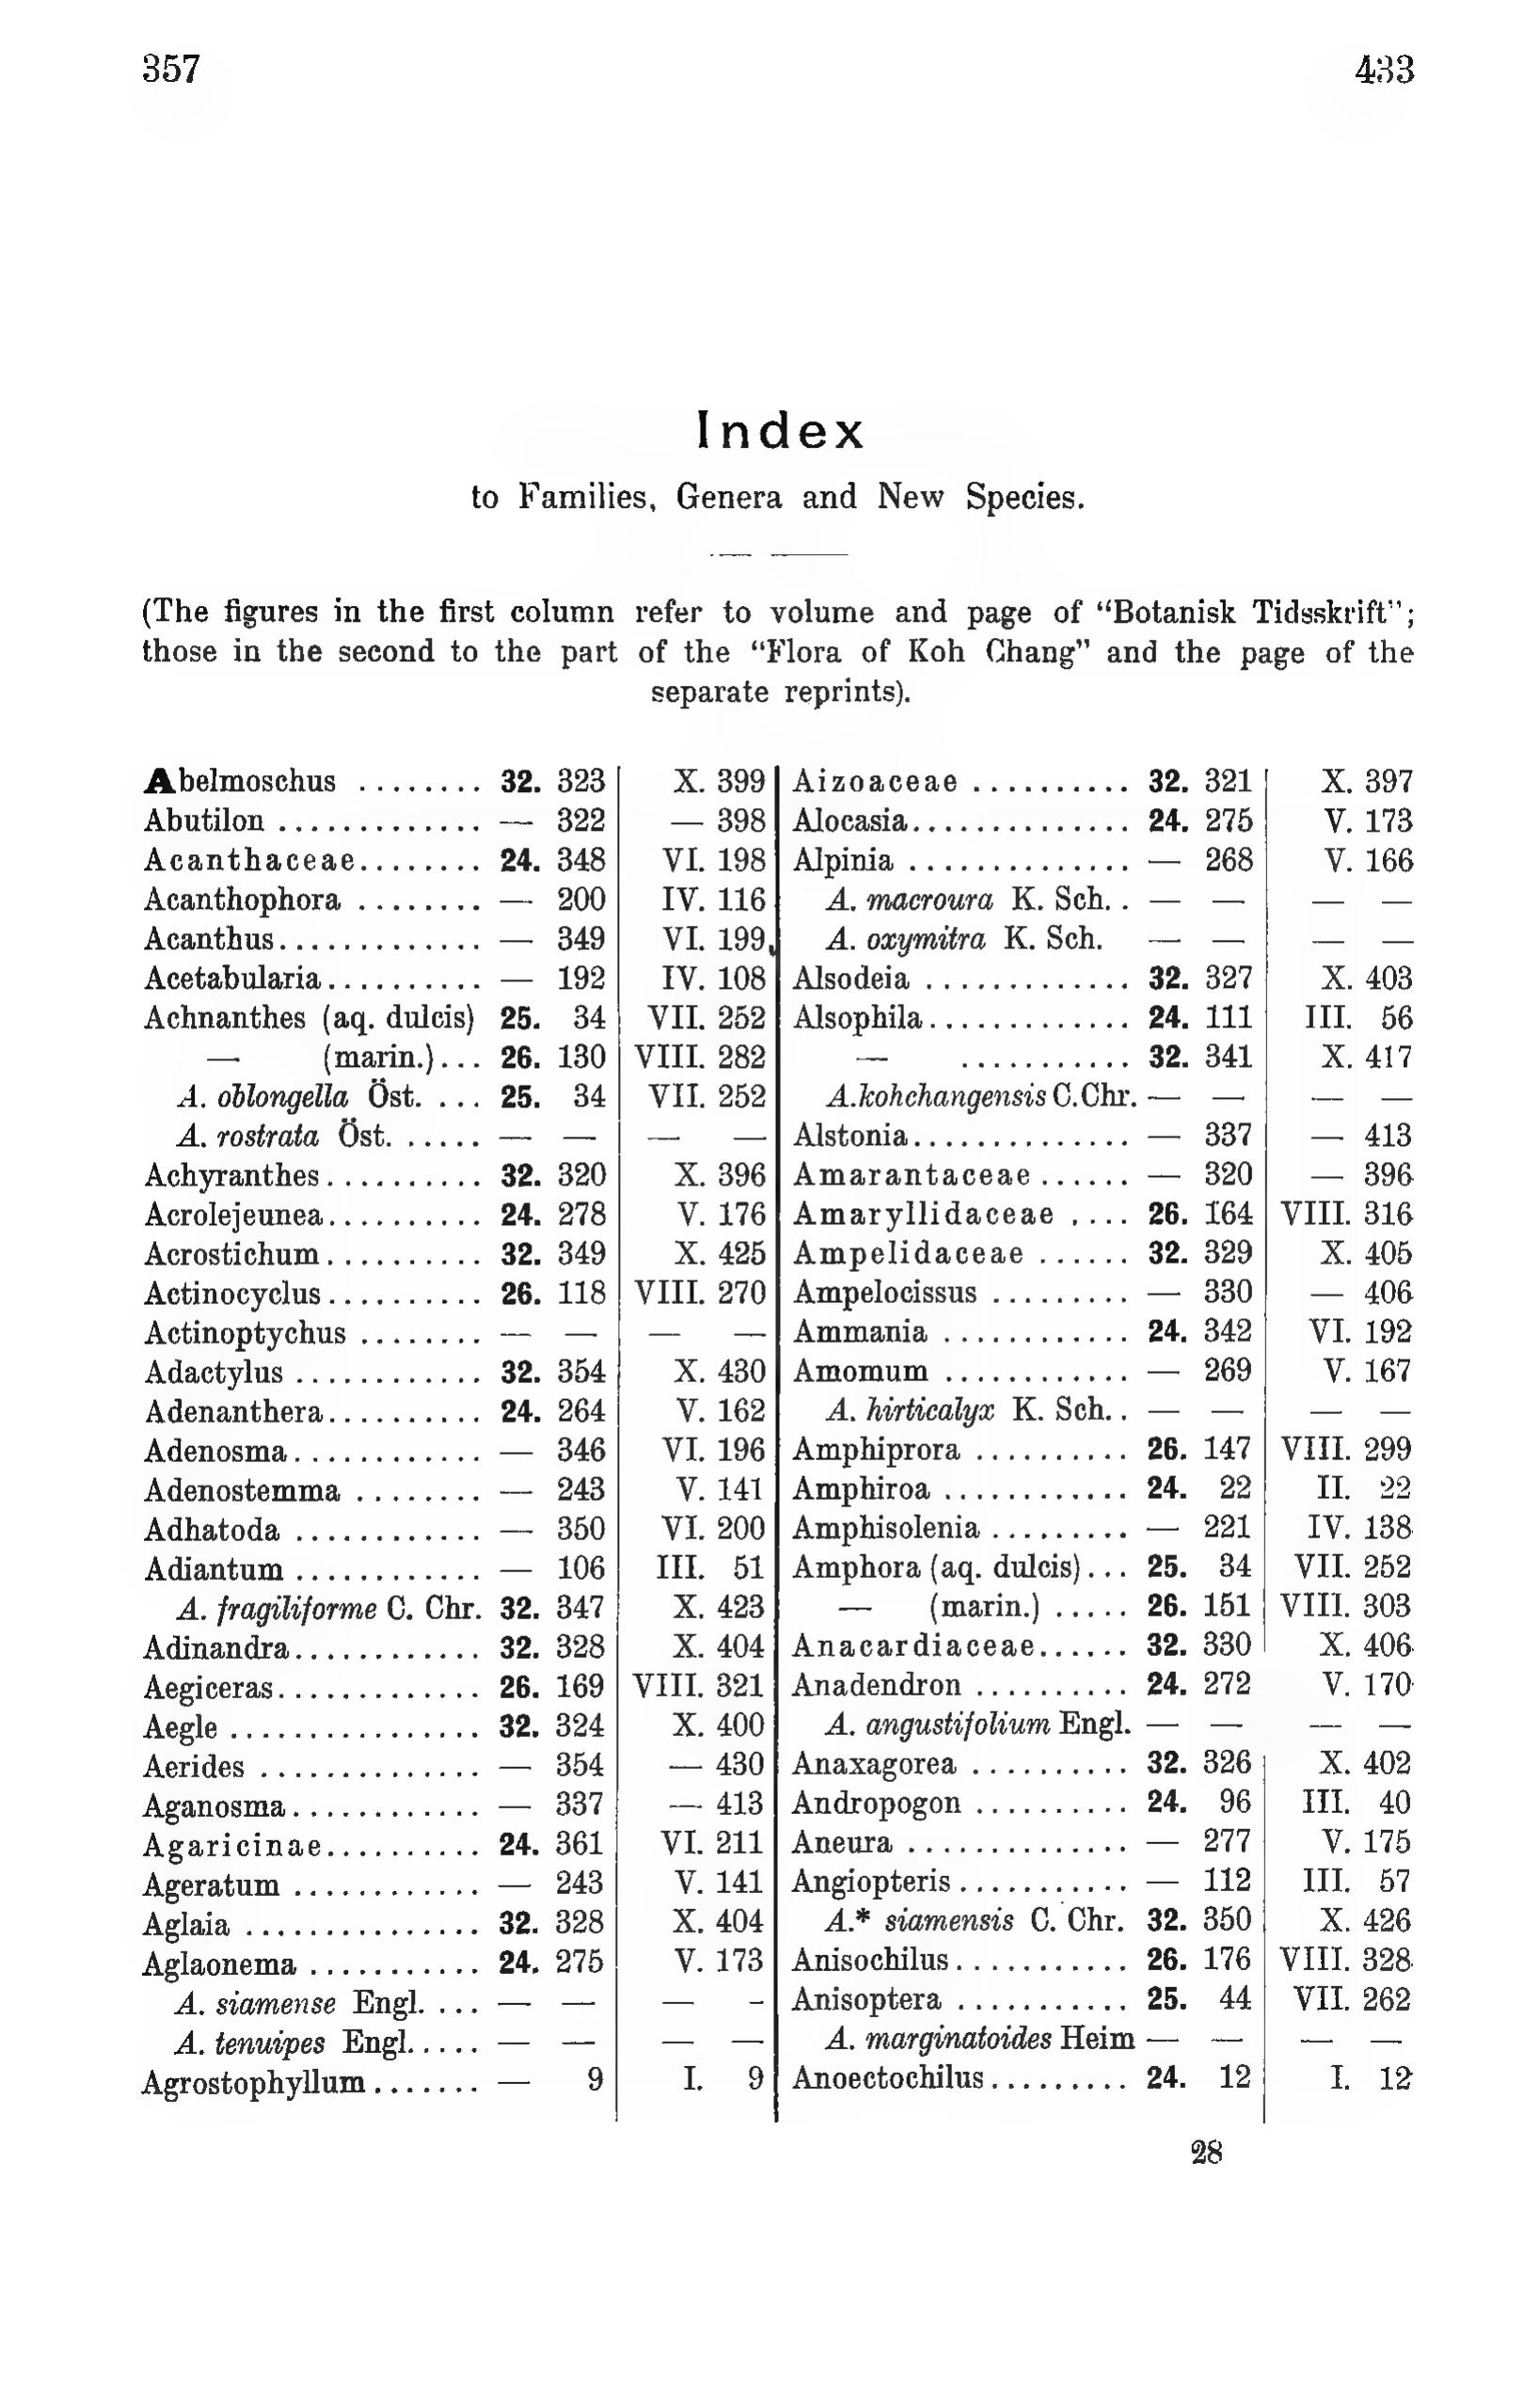 357 433
Index
to Families, Genera and New Species.
(The figures in the first column refer to volume and page of "Botanisk Tidsskrift";
those in the second to the part of the "Flora of Koh Chang" and the page of the
separate reprints).
Abelmoschus ........ 32. 323 X. 399
Abutilon ............. — 322 — 398
Acanthaceae........ 24. 348 VI. 198
Acanthophora ........ — 200 IV. 116
Acanthus............. — 349 VI. 199
Acetabularia.......... — 192 IV. 108
Achnanthes (aq. dulcis) 25. 34 VII. 252
— (marin.)... 26. 130 VIII. 282
A. oblongella Öst. ... 25. 34 VII. 252
A. rostrata Öst. ..... — — — —
Achyranthes.......... 32. 320 X. 396
Acrolejeunea.......... 24. 278 V. 176
Acrostichum.......... 32. 349 X. 425
Actinocyclus.......... 26. 118 VIII. 270
Actinoptychus ........ — — — —
Adactylus ............ 32. 354 X. 430
Adenanthera.......... 24. 264 V. 162
Adenosma............ — 346 VI. 196
Adenostemma ........ — 243 V. 141
Adhatoda ............ — 350 VI. 200
Adiantum ............ — 106 III. 51
A. fragiliforme C. Chr. 32. 347 X. 423
Adinandra............ 32. 328 X. 404
Aegiceras............. 26. 169 VIII. 321
Aegle ................ 32. 324 X. 400
Aerides .............. — 354 — 430
Aganosma............ — 337 — 413
Agaricinae.......... 24. 361 VI. 211
Ageratum ............ — 243 V. 141
Aglaia ............... 32. 328 X. 404
Aglaonema ........... 24. 275 V. 173
A. siamense Engl. ... — — — -
A. tenuipes Engl..... — — — —
Agrostophyllum....... — 9 I. 9
Aizoaceae .......... 32. 321 X. 397
Alocasia.............. 24. 275 V. 173
Alpinia .............. — 268 V. 166
A. macroura K. Sch.. — — — —
A. oxymitra K. Sch. — — — —
Alsodeia ............. 32. 327 X. 403
Alsophila............. 24. 111 III. 56
— ........... 32. 341 X. 417
A. kohchangensis C. Chr. — — — —
Alstonia.............. — 337 — 413
Amarantaceae...... — 320 — 396
Amaryllidaceae .... 26. 164 VIII. 316
Ampelidaceae ...... 32. 329 X. 405
Ampelocissus ......... — 330 — 406
Ammania ............ 24. 342 VI. 192
Amomum ............ — 269 V. 167
A. hirticalyx K. Sch.. — — — —
Amphiprora .......... 26. 147 VIII. 299
Amphiroa ............ 24. 22 II. 22
Amphisolenia ......... — 221 IV. 138
Amphora (aq. dulcis)... 25. 34 VII. 252
— (marin.) ..... 26. 151 VIII. 303
Anacardiaceae...... 32. 330 X. 406
Anadendron .......... 24. 272 V. 170
A. angustifolium Engl. — — — —
Anaxagorea .......... 32. 326 X. 402
Andropogon .......... 24. 96 III. 40
Aneura .............. — 277 V. 175
Angiopteris........... — 112 III. 57
A.* siamensis C. Chr. 32. 350 X. 426
Anisochilus........... 26. 176 VIII. 328
Anisoptera ........... 25. 44 VII. 262
A. marginatoides Heim — — — —
Anoectochilus......... 24. 12 I. 12
28